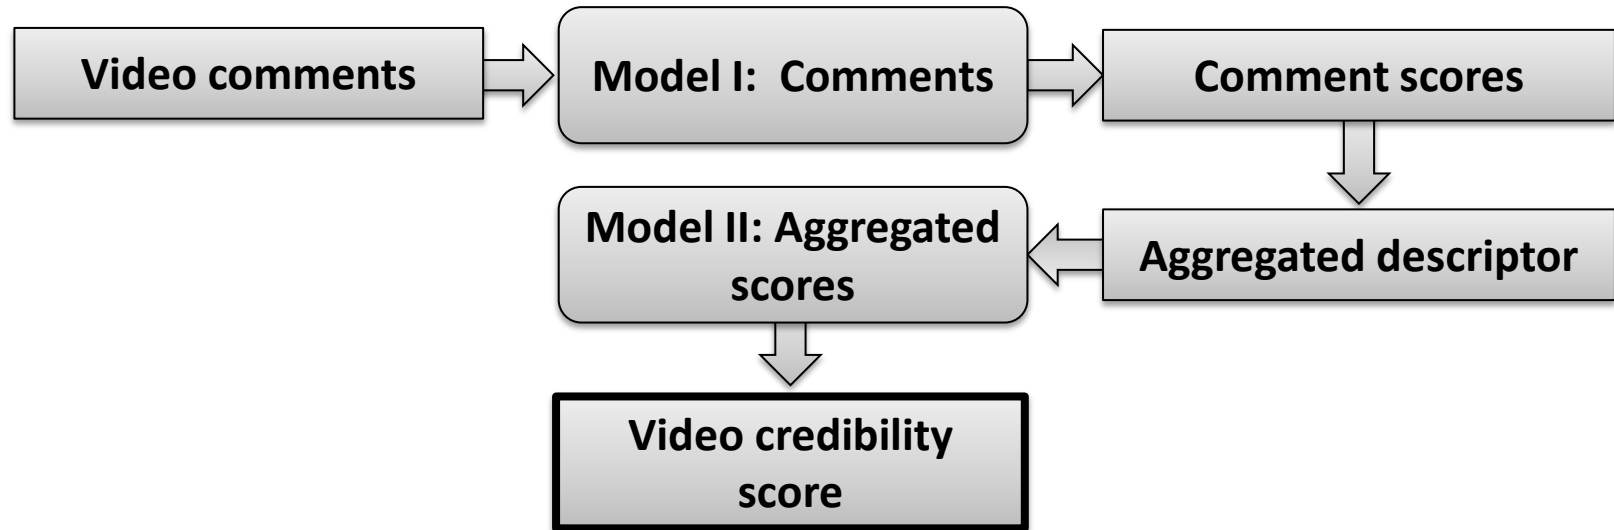 Video comments
Model I: Comments
Comment scores
Model II: Aggregated
scores
Aggregated descriptor
Video credibility
score